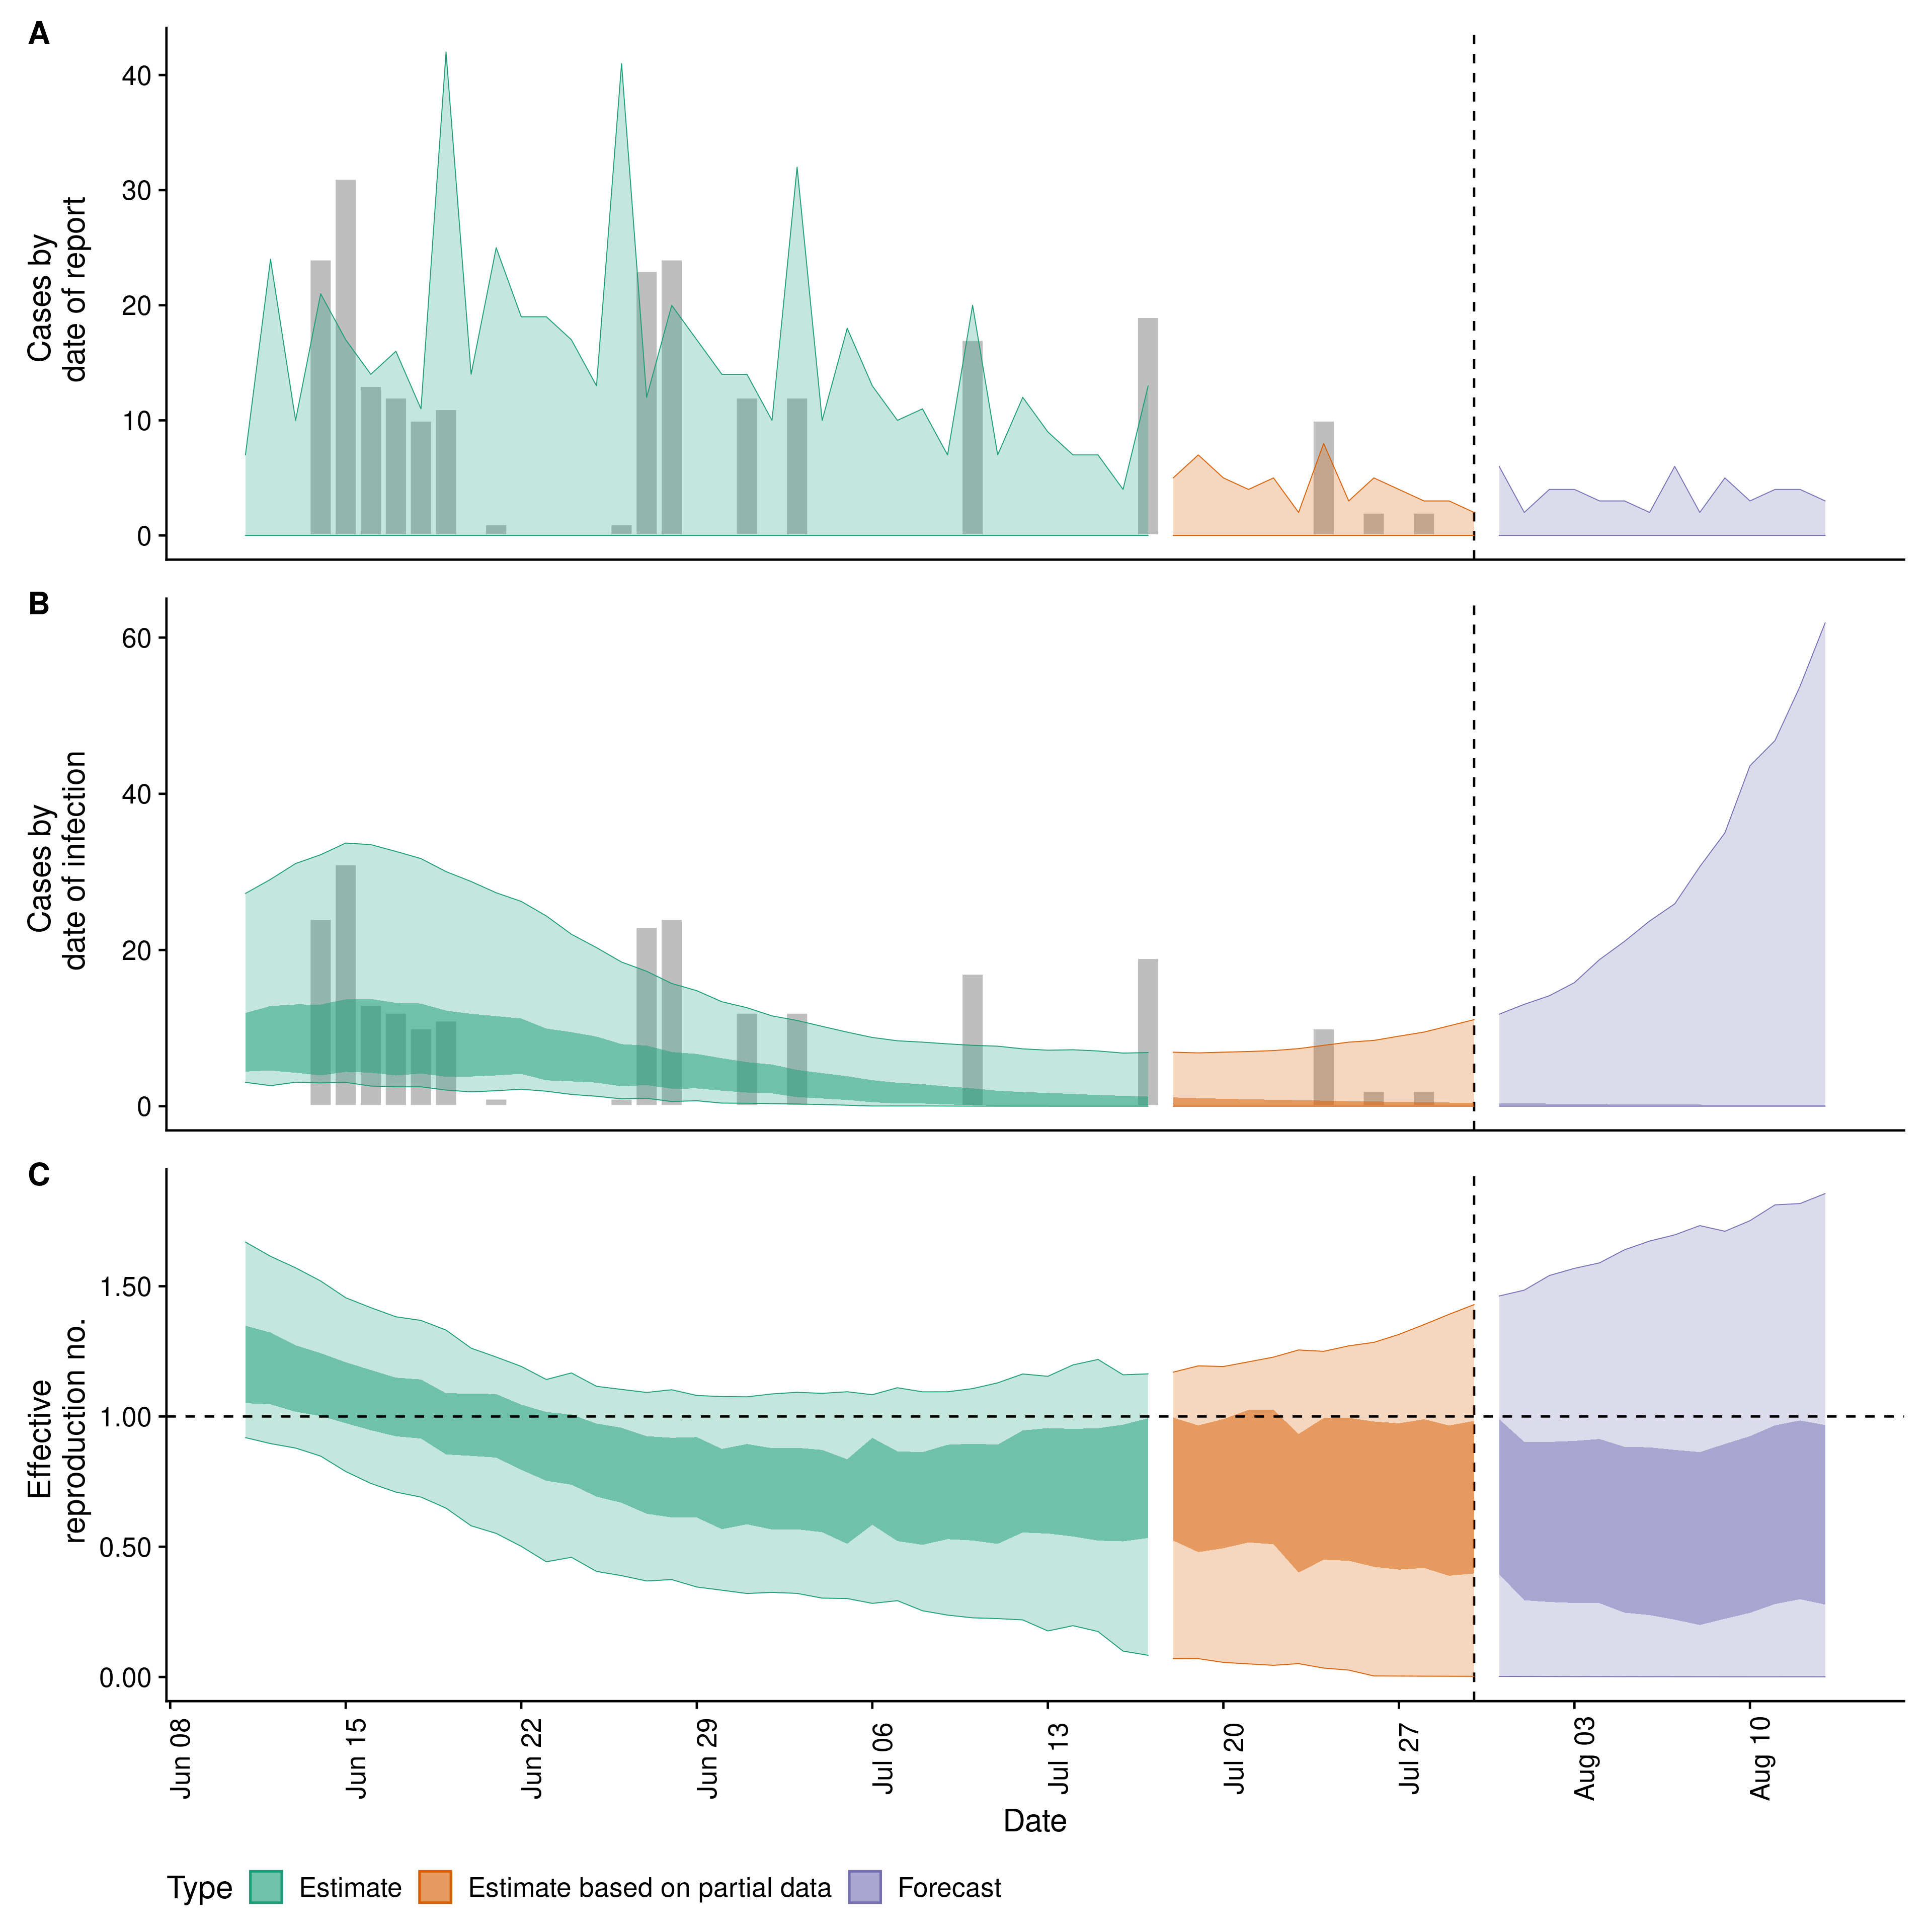 A
40
30
20
10
0
Cases by
date of report
B
60
40
20
0
Cases by
date of infection
C
1.50
1.00
0.50
0.00
Effective
reproduction no.
Jun 08
Jun 15
Jun 22
Jun 29
Jul 06
Jul 13
Jul 20
Jul 27
Aug 03
Aug 10
Date
Type Estimate Estimate based on partial data Forecast